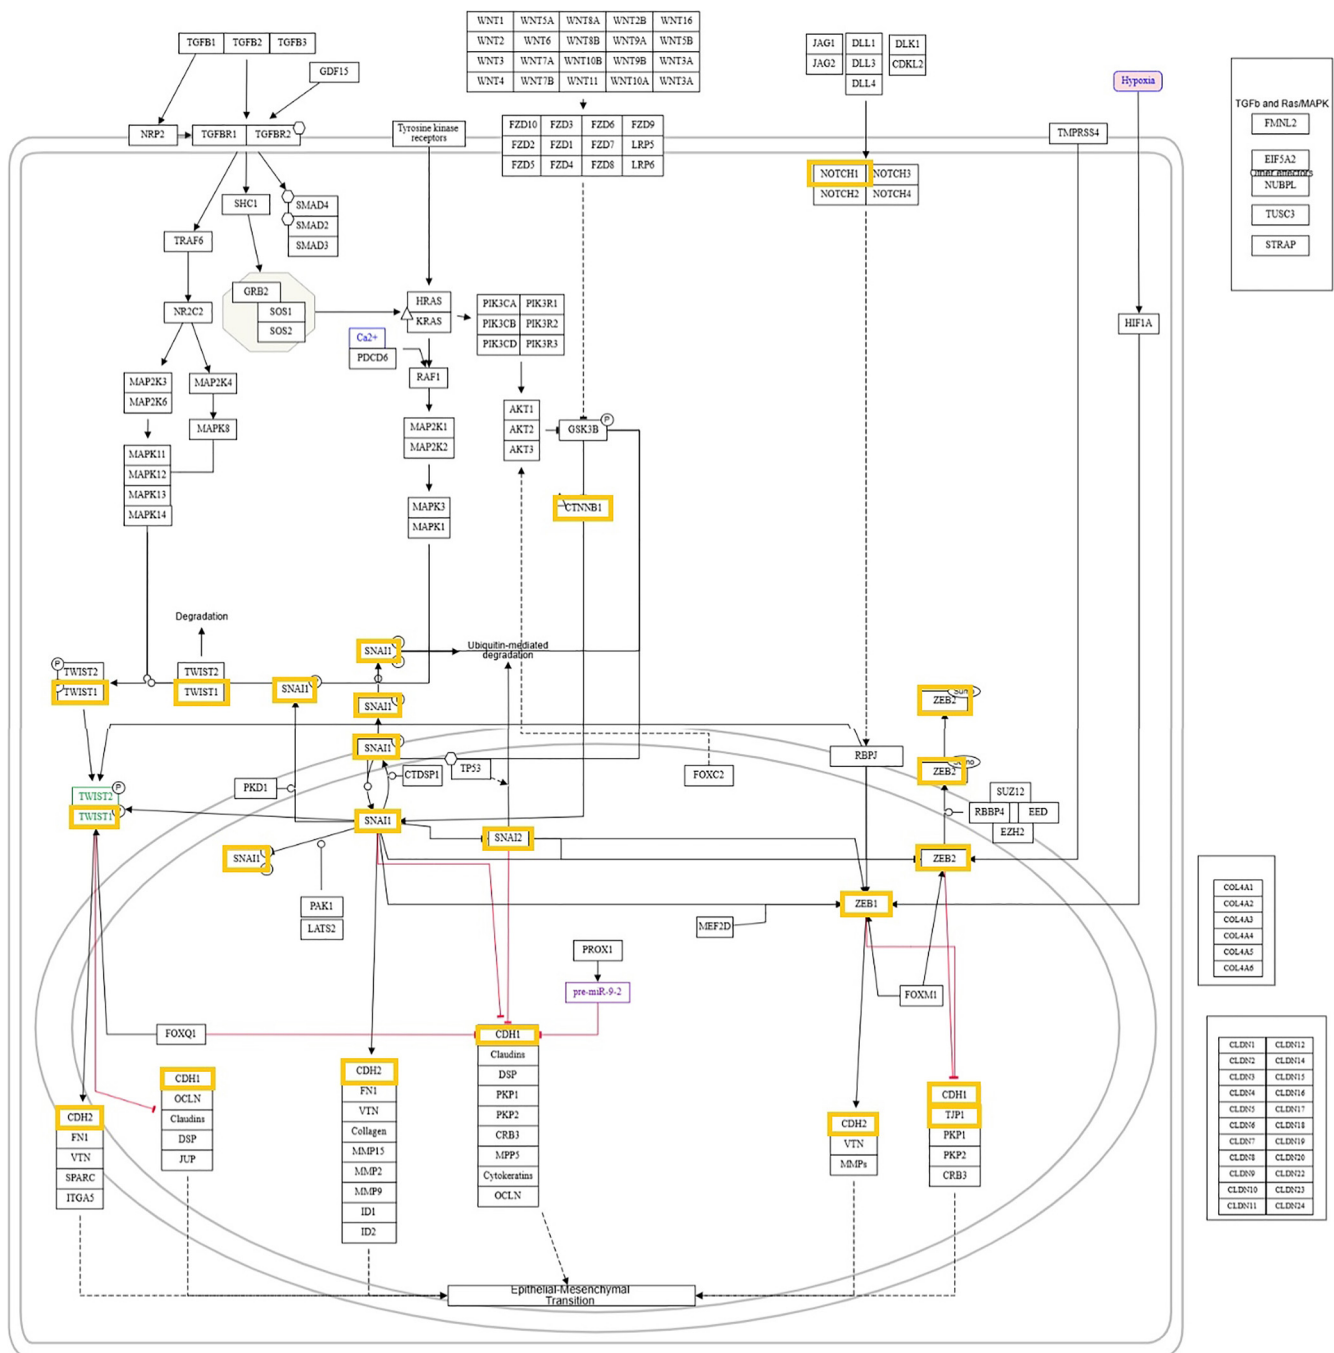 TGFB1 TGFB2 TGFB3
GDF15
NRP2 TGFBR1 TGFBR2
WNT1 WNT5A WNT8A WNT2B WNT16
WNT2 WNT6 WNT8B WNT9A WNT5B
WNT3 WNT7A WNT10B WNT9B WNT3A
WNT4 WNT7B WNT11 WNT10A WNT3A
Tyrosine kinase
receptors
FZD10 FZD3 FZD6 FZD9
FZD2 FZD1 FZD7 LRP5
FZD5 FZD4 FZD8 LRP6
JAG1 DLL1 DLK1
JAG2 DLL3 CDKL2
DLL4
Hypoxia
TMPRSS4
NOTCH1 NOTCH3
NOTCH2 NOTCH4
TGFb and Ras/MAPK
FMNL2
EIF5A2
Other effectors
NUBPL
TUSC3
STRAP
SHC1
SMAD4
SMAD2
SMAD3
TRAF6
GRB2
SOS1
SOS2
NR2C2
HRAS
KRAS
PIK3CA PIK3R1
PIK3CB PIK3R2
PIK3CD PIK3R3
HIF1A
Ca2+
PDCD6
RAF1
MAP2K3
MAP2K6
MAP2K4
MAPK8
MAP2K1
MAP2K2
AKT1
AKT2
AKT3
GSK3B
P
MAPK11
MAPK12
MAPK13
MAPK14
MAPK3
MAPK1
CTNNB1
Degradation
Ubiquitin-mediated
degradation
SNAI1
P
TWIST2
TWIST1
TWIST2
TWIST1
SNAI1
SNAI1
SNAI1
ZEB2
Sumo
ZEB2
RBPJ
CTDSP1
TP53
FOXC2
PKD1
TWIST2
P
TWIST1
SNAI1
SNAI2
SNAI1
SUZ12
RBBP4 EED
EZH2
ZEB2
ZEB1
PAK1
LATS2
MEF2D
PROX1
pre-miR-9-2
FOXM1
FOXQ1
COL4A1
COL4A2
COL4A3
COL4A4
COL4A5
COL4A6
CDH2
FN1
VTN
SPARC
ITGA5
CDH1
OCLN
Claudins
DSP
JUP
CDH2
FN1
VTN
Collagen
MMP15
MMP2
MMP9
ID1
ID2
CDH1
Claudins
DSP
PKP1
PKP2
CRB3
MPP5
Cytokeratins
OCLN
CDH2
VTN
MMPs
CDH1
TJP1
PKP1
PKP2
CRB3
CLDN1 CLDN12
CLDN2 CLDN14
CLDN3 CLDN15
CLDN4 CLDN16
CLDN5 CLDN17
CLDN6 CLDN18
CLDN7 CLDN19
CLDN8 CLDN20
CLDN9 CLDN22
CLDN10 CLDN23
CLDN11 CLDN24
Epithelial-Mesenchymal
Transition